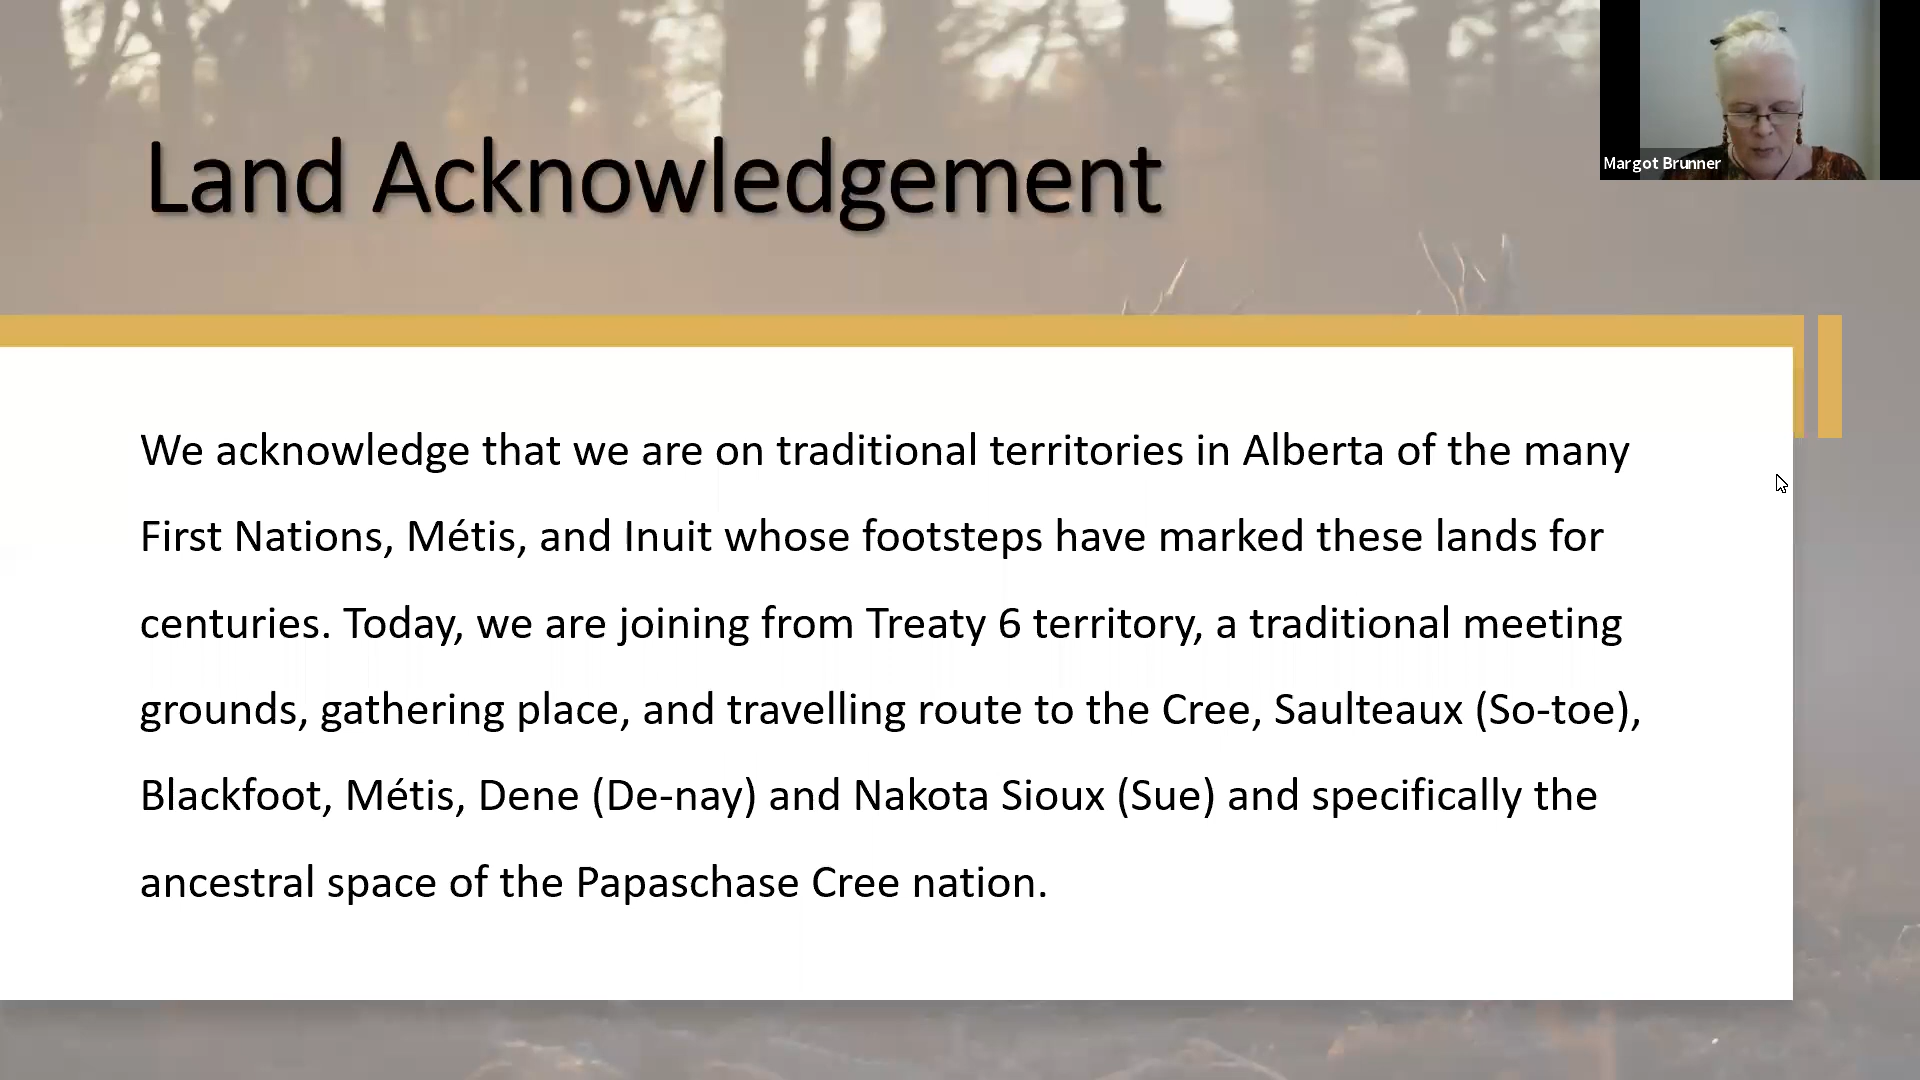 Land Acknowledgement
Margot Brunner
We acknowledge that we are on traditional territories in Alberta of the many
First Nations, Métis, and Inuit whose footsteps have marked these lands for
centuries. Today, we are joining from Treaty 6 territory, a traditional meeting
grounds, gathering place, and travelling route to the Cree, Saulteaux (So-toe),
Blackfoot, Métis, Dene (De-nay) and Nakota Sioux (Sue) and specifically the
ancestral space of the Papaschase Cree nation.